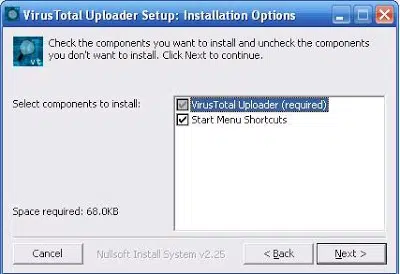 VirusTotal Uploader Setup: Installation Options
Check the components you want to install and uncheck the components
you don't want to install. Click Next to continue.
vt
Select components to install:
VirusTotal Uploader (required)
Start Menu Shortcuts
Space required: 68.0KB
Cancel
Nullsoft Install System v2.25
< Back
Next >